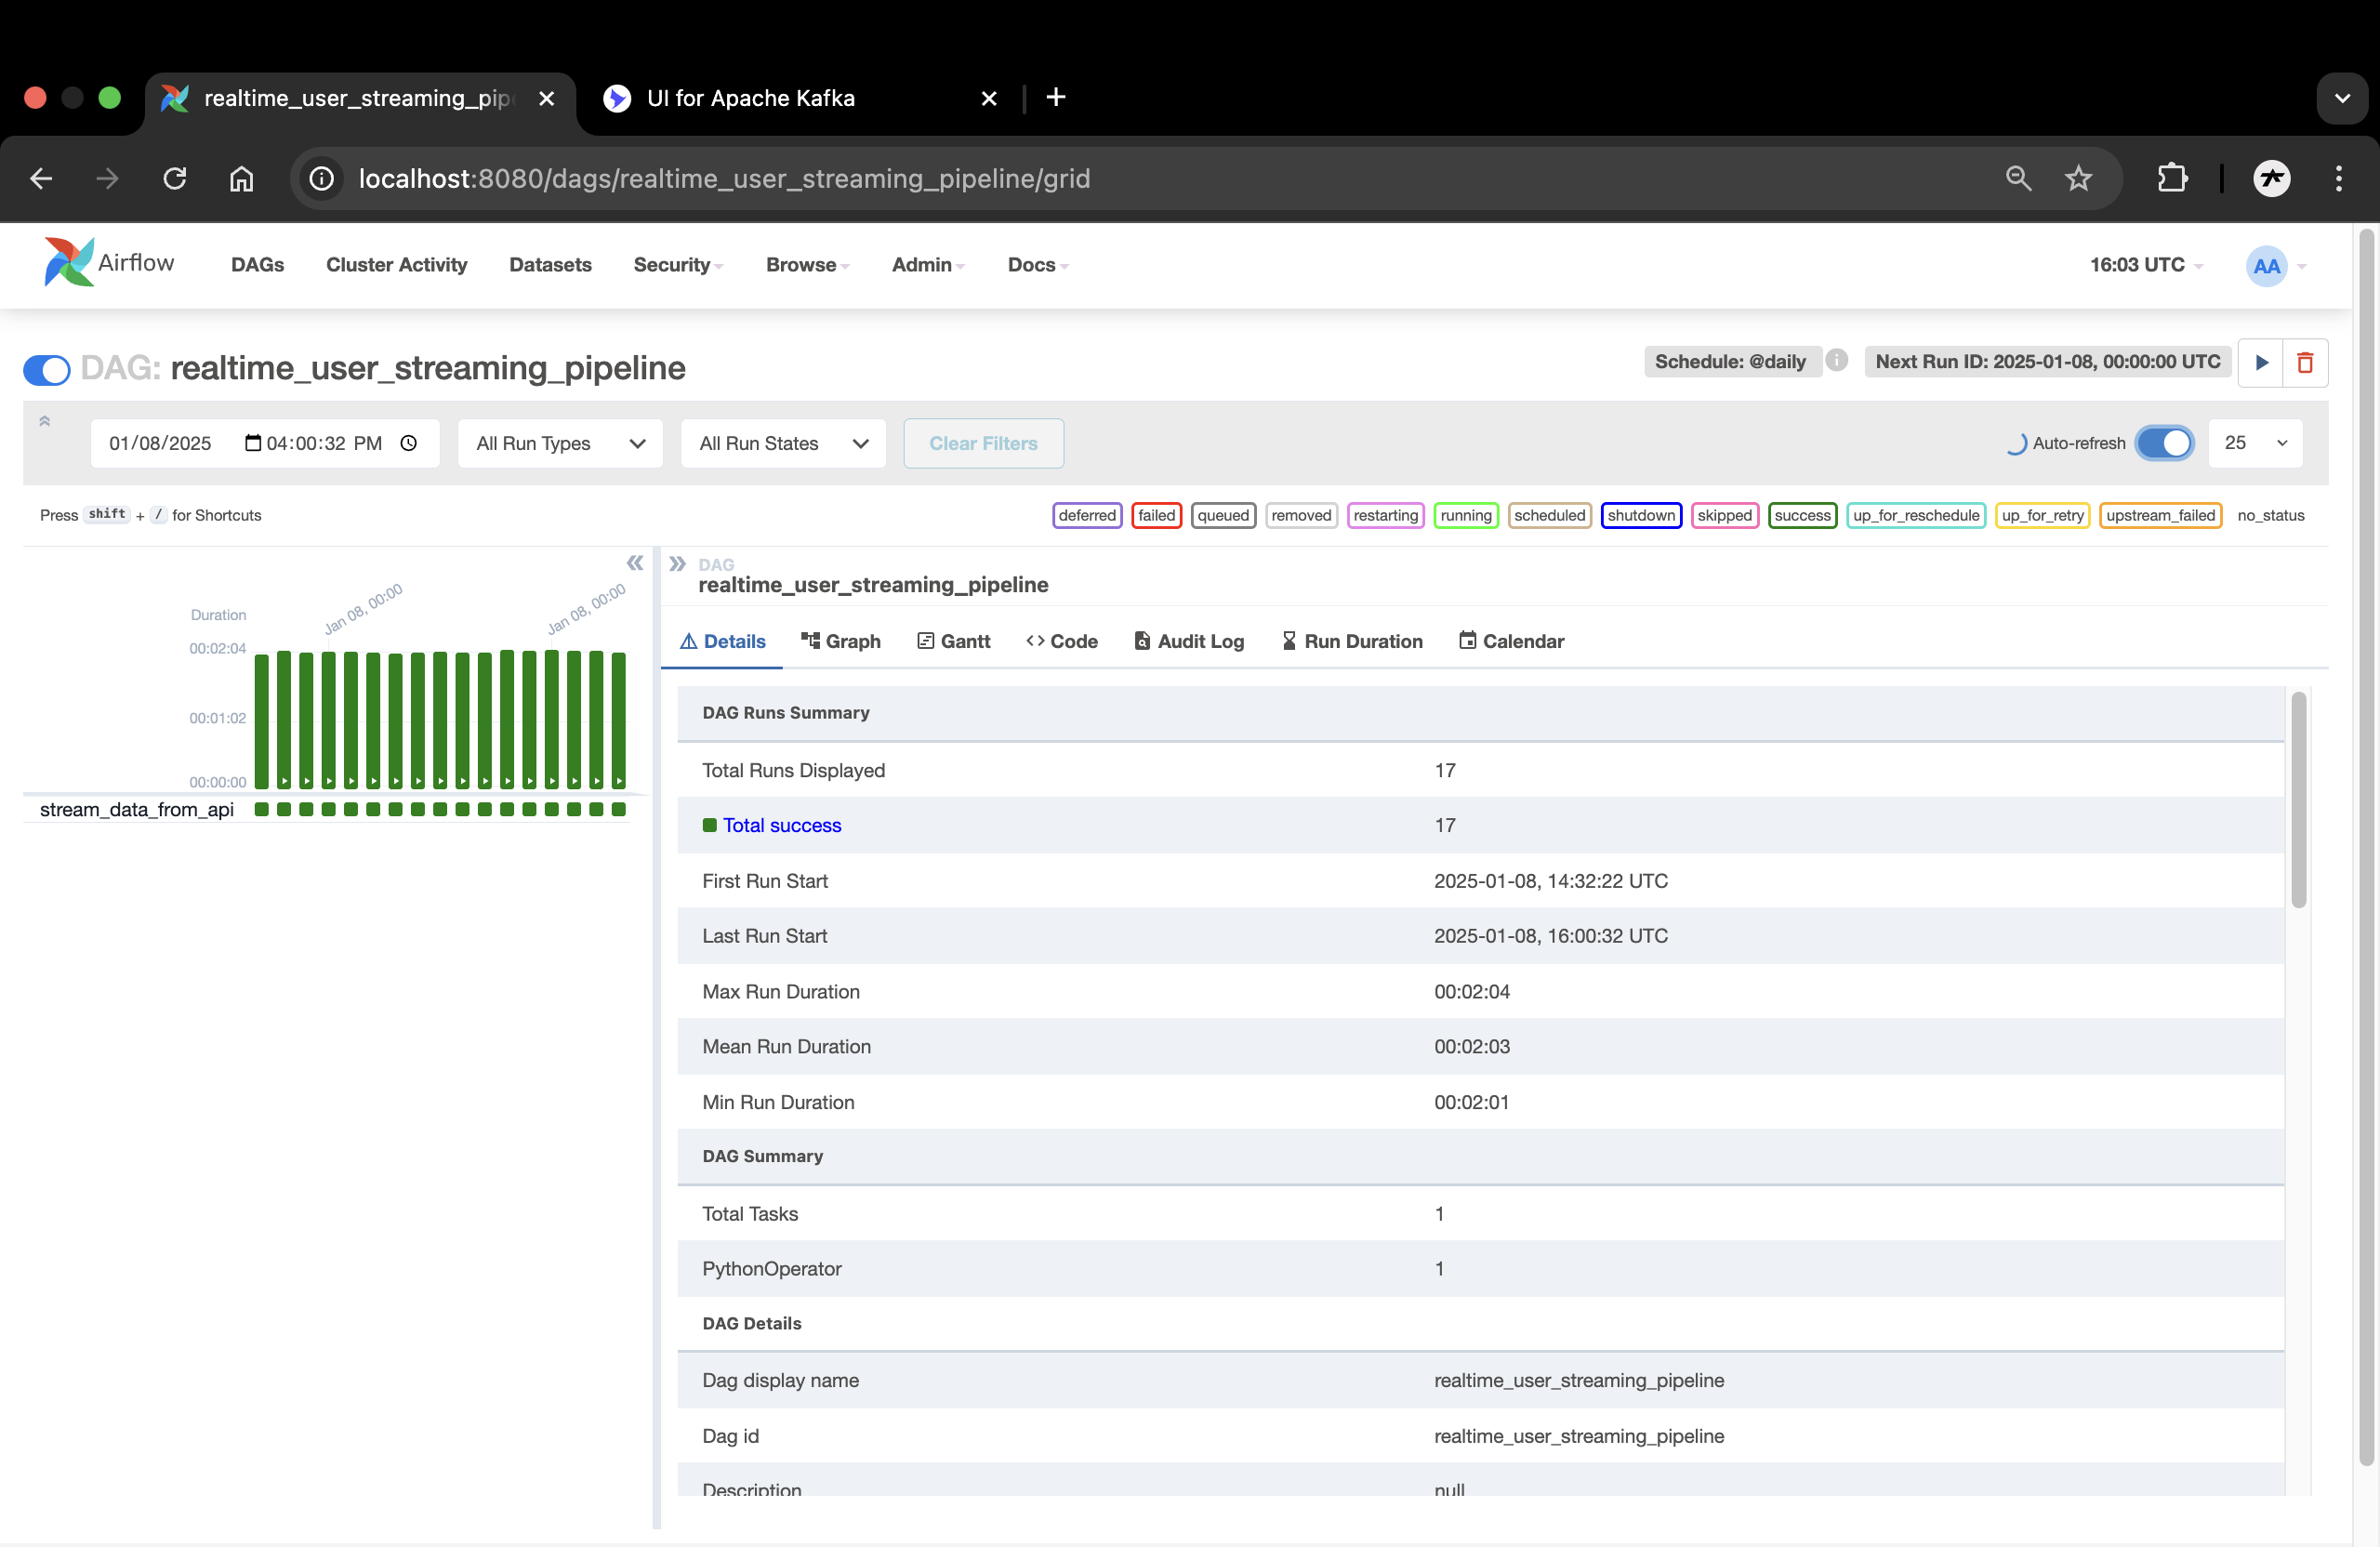 realtime_user_streaming_pip
UI for Apache Kafka
localhost:8080/dags/realtime_user_streaming_pipeline/grid
Airflow
DAGs
Cluster Activity
Datasets
Security
Browse
Admin
Docs
16:03 UTC
AA
DAG: realtime_user_streaming_pipeline
Schedule: @daily
Next Run ID: 2025-01-08, 00:00:00 UTC
01/08/2025 04:00:32 PM
All Run Types
All Run States
Clear Filters
Auto-refresh
25
Press shift + / for Shortcuts
deferred
failed
queued
removed
restarting
running
scheduled
shutdown
skipped
success
up_for_reschedule
up_for_retry
upstream_failed
no_status
Duration
Jan 08, 00:00
Jan 08, 00:00
00:02:04
00:01:02
00:00:00
stream_data_from_api
DAG
realtime_user_streaming_pipeline
Details
Graph
Gantt
Code
Audit Log
Run Duration
Calendar
DAG Runs Summary
Total Runs Displayed 17
Total success 17
First Run Start 2025-01-08, 14:32:22 UTC
Last Run Start 2025-01-08, 16:00:32 UTC
Max Run Duration 00:02:04
Mean Run Duration 00:02:03
Min Run Duration 00:02:01
DAG Summary
Total Tasks 1
PythonOperator 1
DAG Details
Dag display name realtime_user_streaming_pipeline
Dag id realtime_user_streaming_pipeline
Description null